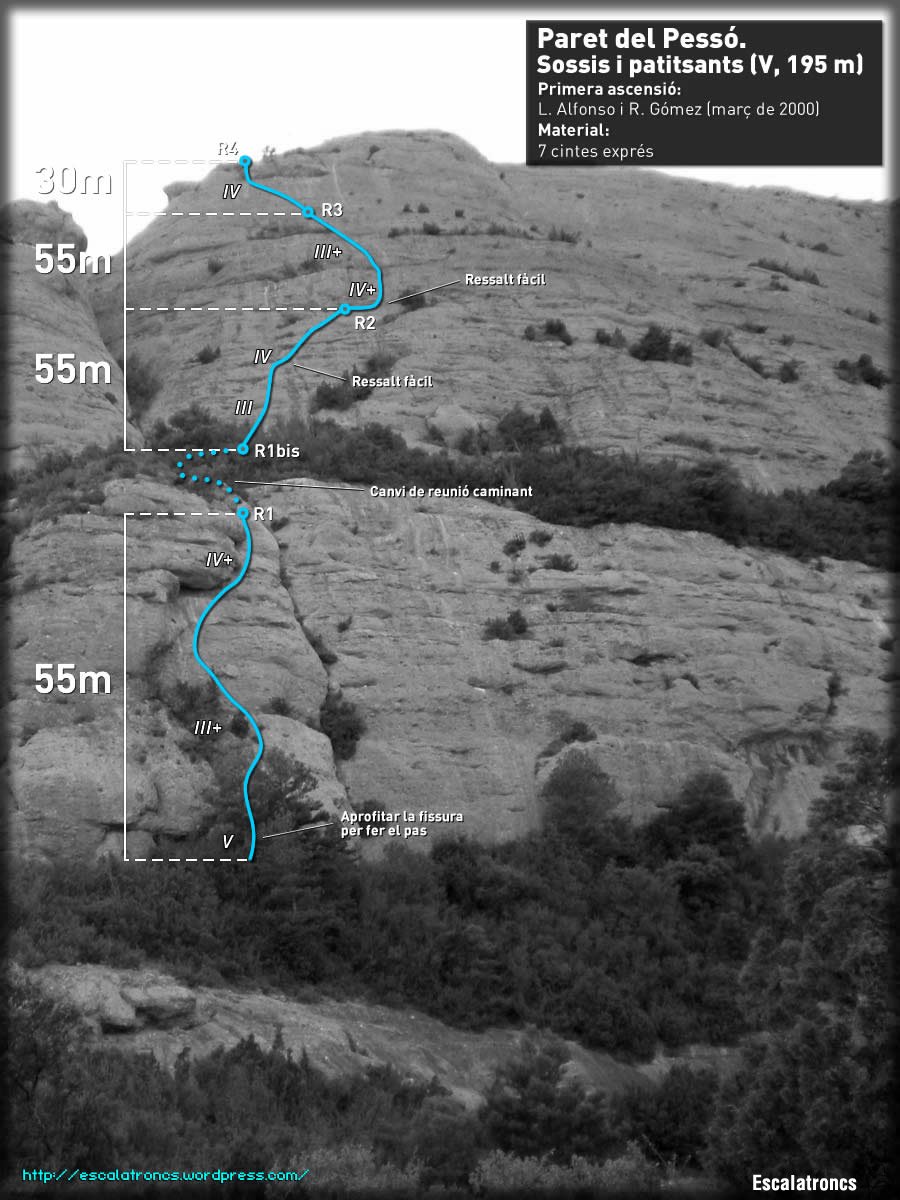 Paret del Pessó.
Sossis i patitsants (V, 195 m)
Primera ascensió:
L. Alfonso i R. Gómez (març de 2000)
Material:
7 cintes exprés
R4
30m
IV
R3
55m
III+
IV+
Ressalt fàcil
R2
55m
IV
Ressalt fàcil
III
R1bis
Canvi de reunió caminant
R1
IV+
55m
III+
Aprofitar la fissura
per fer el pas
V
http://escalatroncs.wordpress.com/
Escalatroncs